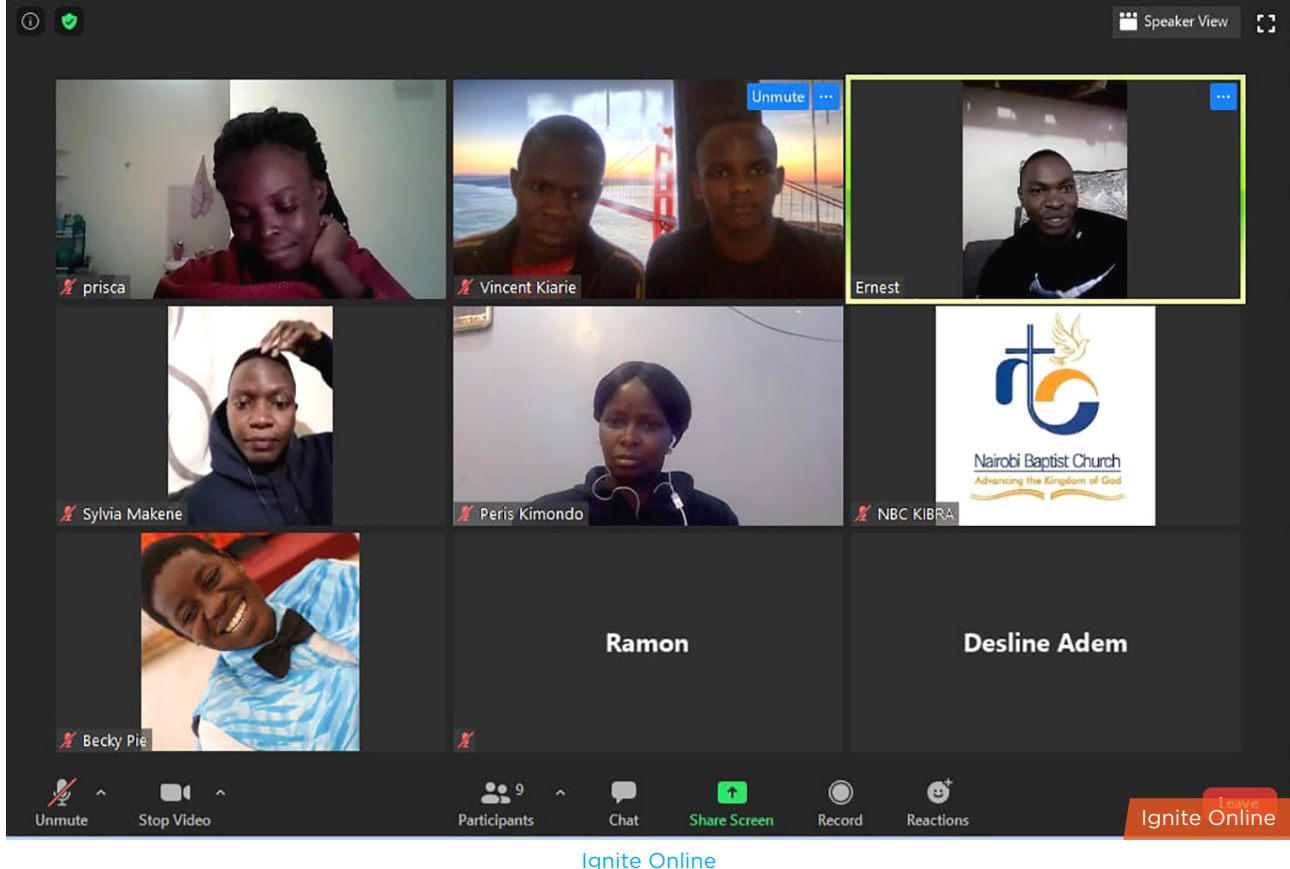 Speaker View
Unmute ...
...
prisca
Vincent Kiarie
Ernest
Nairobi Baptist Church
Advancing the Kingdom of God
Sylvia Makene
Peris Kimondo
NBC KIBRA
Ramon
Desline Adem
Becky Pie
9
Unmute
Stop Video
Participants
Chat
Share Screen
Record
Reactions
Leave
Ignite Online
Ignite Online